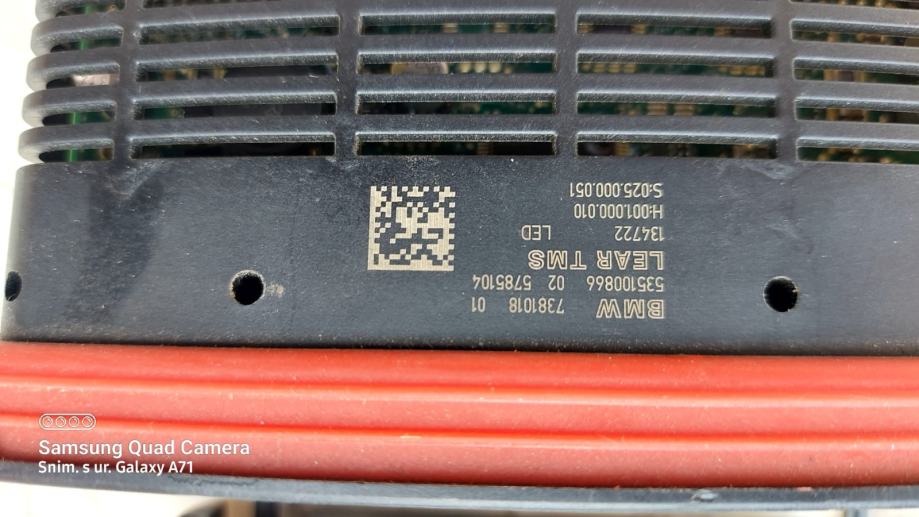 BMW 7381018 01
535100866 02 5785104
LEAR TMS
134722 LED
H:001.000.010
S:025.000.051
Samsung Quad Camera
Snim. s ur. Galaxy A71